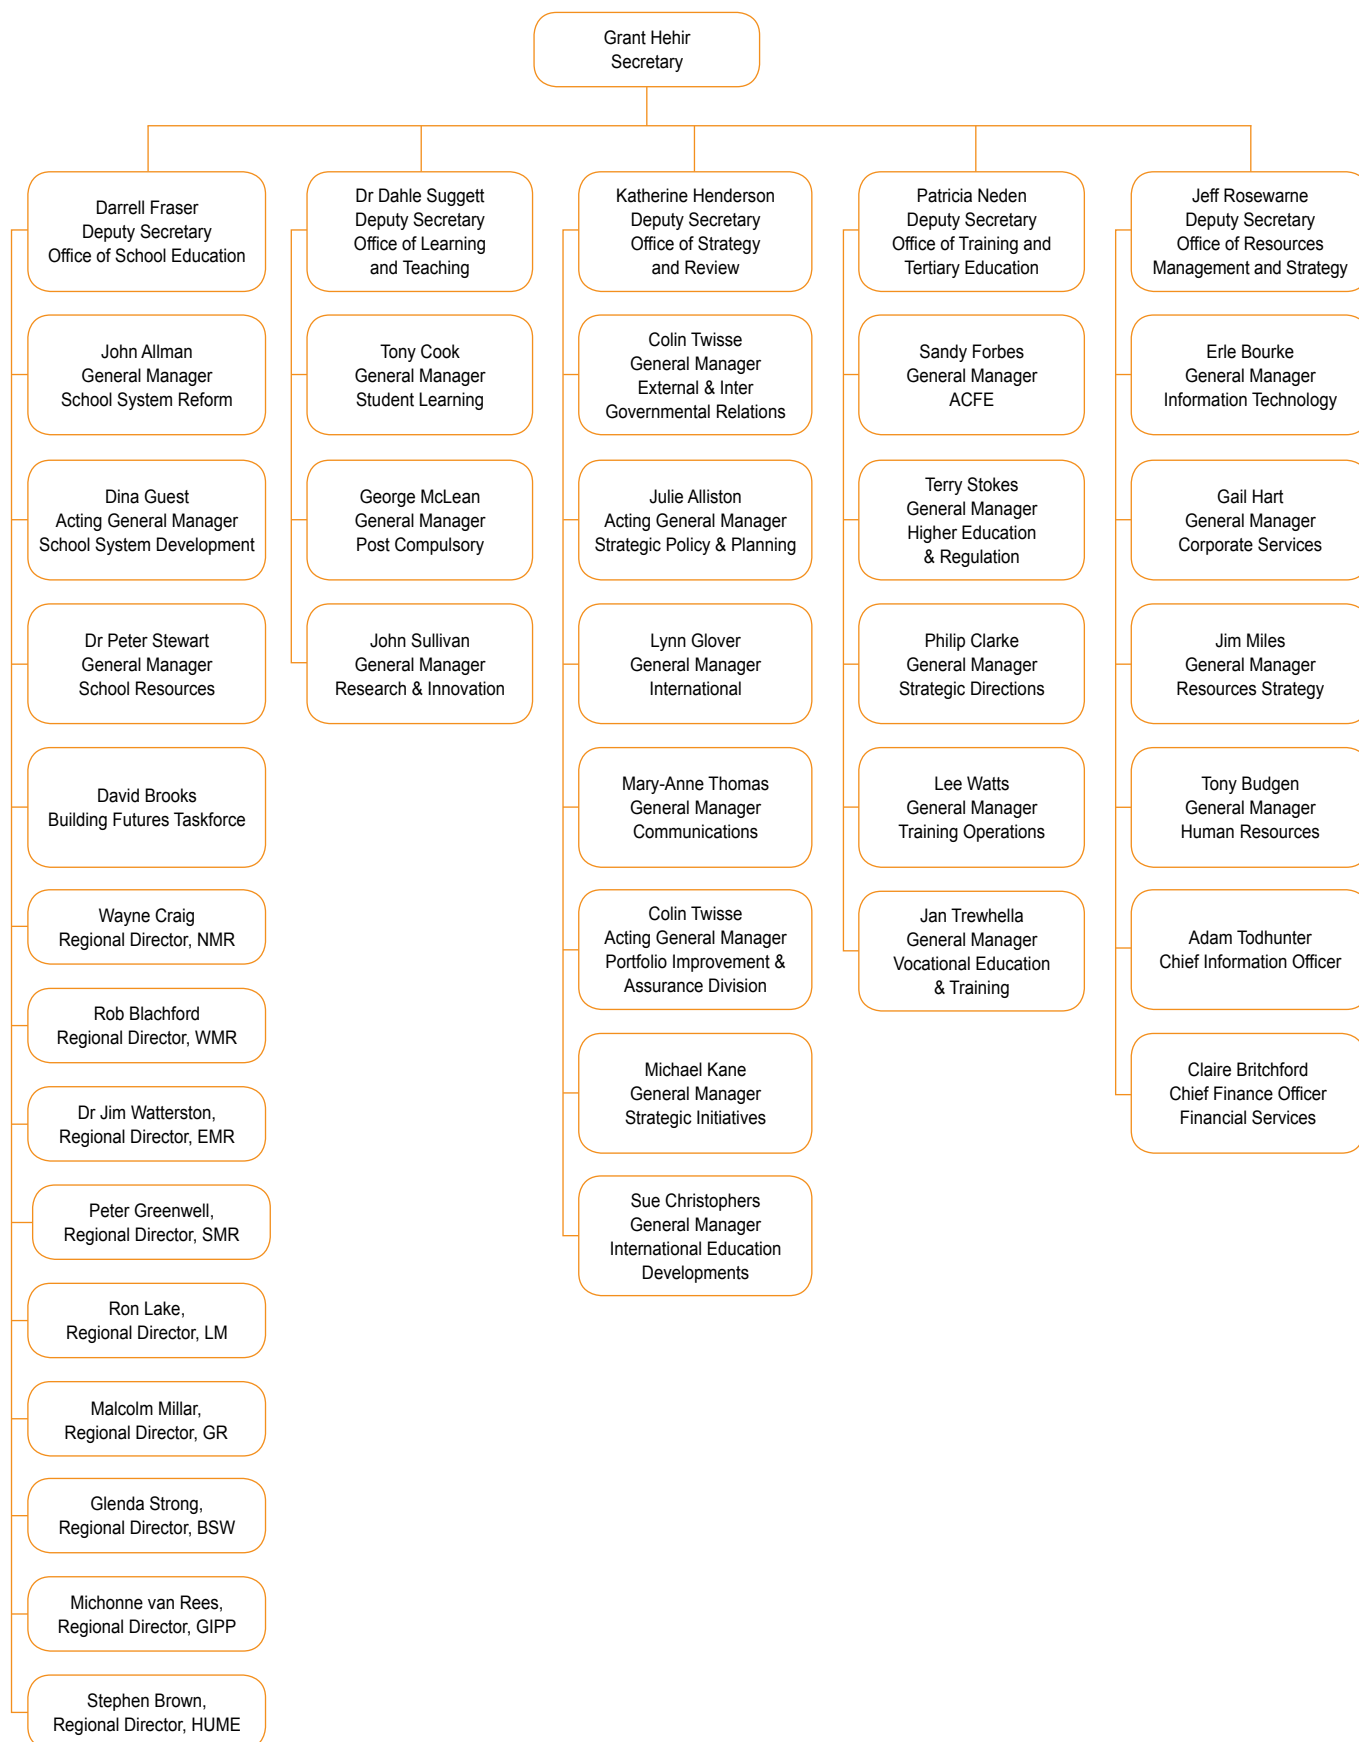 Grant Hehir
Secretary
Darrell Fraser
Deputy Secretary
Office of School Education
John Allman
General Manager
School System Reform
Dina Guest
Acting General Manager
School System Development
Dr Peter Stewart
General Manager
School Resources
David Brooks
Building Futures Taskforce
Wayne Craig
Regional Director, NMR
Rob Blachford
Regional Director, WMR
Dr Jim Watterston,
Regional Director, EMR
Peter Greenwell,
Regional Director, SMR
Ron Lake,
Regional Director, LM
Malcolm Millar,
Regional Director, GR
Glenda Strong,
Regional Director, BSW
Michonne van Rees,
Regional Director, GIPP
Stephen Brown,
Regional Director, HUME
Dr Dahle Suggett
Deputy Secretary
Office of Learning
and Teaching
Tony Cook
General Manager
Student Learning
George McLean
General Manager
Post Compulsory
John Sullivan
General Manager
Research & Innovation
Katherine Henderson
Deputy Secretary
Office of Strategy
and Review
Colin Twisse
General Manager
External & Inter
Governmental Relations
Julie Alliston
Acting General Manager
Strategic Policy & Planning
Lynn Glover
General Manager
International
Mary-Anne Thomas
General Manager
Communications
Colin Twisse
Acting General Manager
Portfolio Improvement &
Assurance Division
Michael Kane
General Manager
Strategic Initiatives
Sue Christophers
General Manager
International Education
Developments
Patricia Neden
Deputy Secretary
Office of Training and
Tertiary Education
Sandy Forbes
General Manager
ACFE
Terry Stokes
General Manager
Higher Education
& Regulation
Philip Clarke
General Manager
Strategic Directions
Lee Watts
General Manager
Training Operations
Jan Trewhella
General Manager
Vocational Education
& Training
Jeff Rosewarne
Deputy Secretary
Office of Resources
Management and Strategy
Erle Bourke
General Manager
Information Technology
Gail Hart
General Manager
Corporate Services
Jim Miles
General Manager
Resources Strategy
Tony Budgen
General Manager
Human Resources
Adam Todhunter
Chief Information Officer
Claire Britchford
Chief Finance Officer
Financial Services